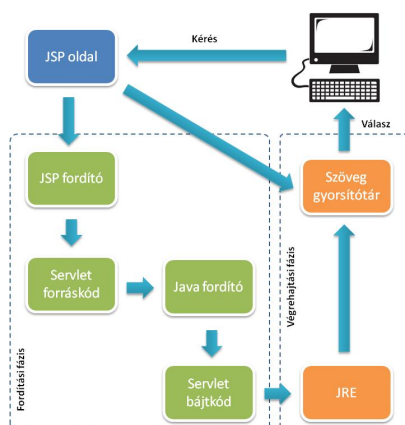 Kérés
JSP oldal
Válasz
JSP fordító
Szöveg
gyorsítótár
Servlet
forráskód
Java fordító
Servlet
bájtkód
JRE
Fordítási fázis
Végrehajtási fázis